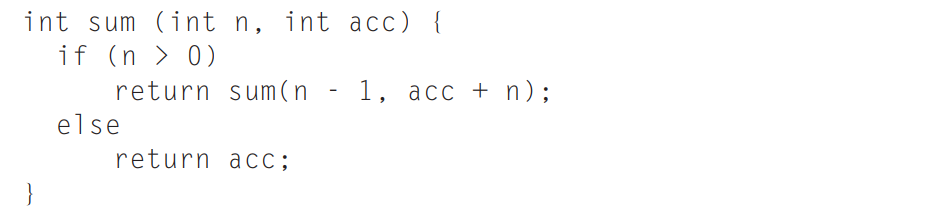 int sum (int n, int acc) {
  if (n > 0)
     return sum(n - 1, acc + n);
  else
     return acc;
}